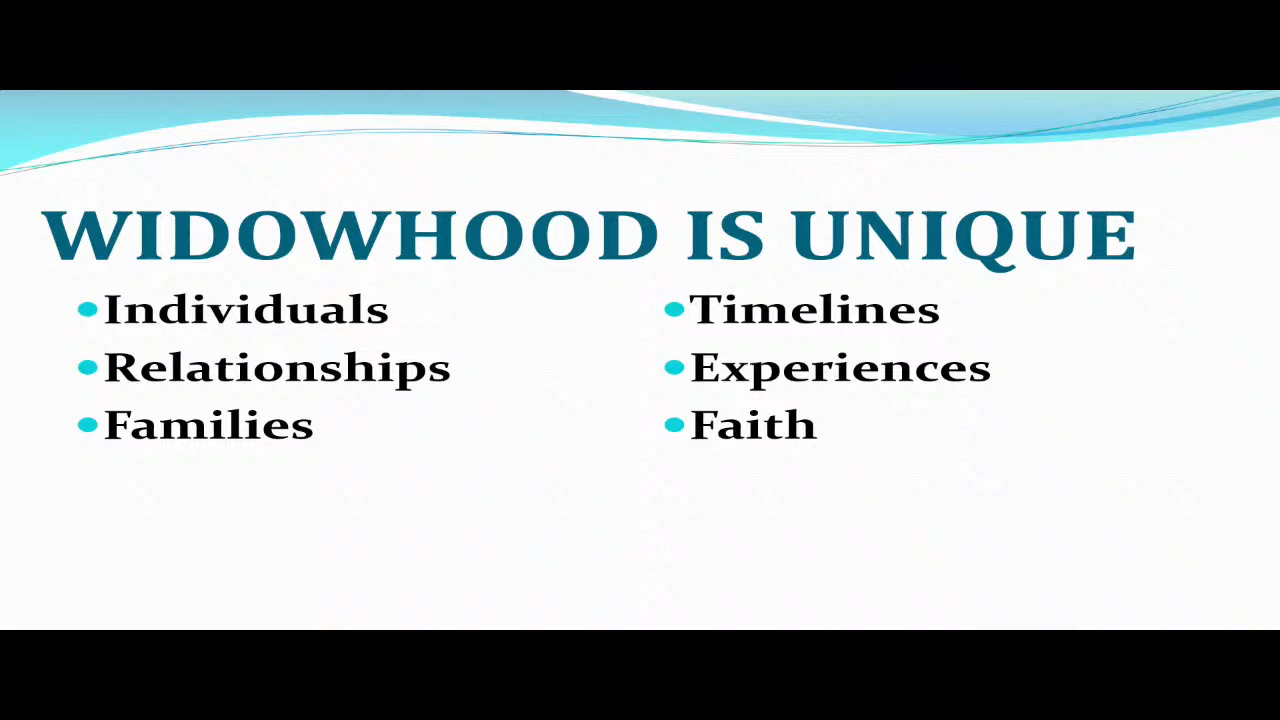 WIDOWHOOD IS UNIQUE
•Individuals
•Relationships
•Families
•Timelines
•Experiences
•Faith